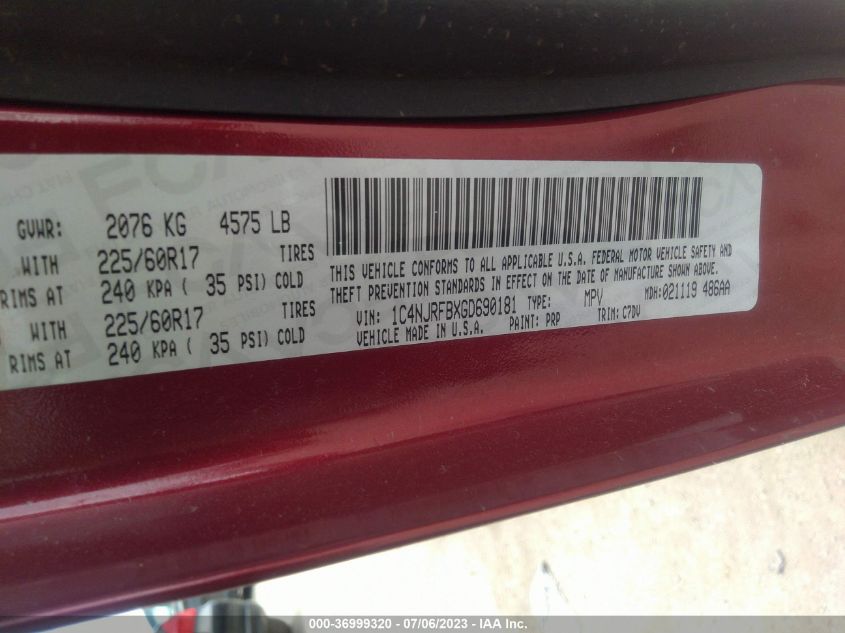 GVWR: 2076 KG 4575 LB
WITH 225/60R17 TIRES
RIMS AT 240 KPA ( 35 PSI) COLD
WITH 225/60R17 TIRES
RIMS AT 240 KPA ( 35 PSI) COLD
THIS VEHICLE CONFORMS TO ALL APPLICABLE U.S.A. FEDERAL MOTOR VEHICLE SAFETY AND
THEFT PREVENTION STANDARDS IN EFFECT ON THE DATE OF MANUFACTURE SHOWN ABOVE.
VIN: 1C4NJRFBXGD690181 TYPE: MPV MDH:021119 486AA
VEHICLE MADE IN U.S.A. PAINT: PRP TRIM: C7DV
000-36999320 / 07/06/2023 - IAA Inc.